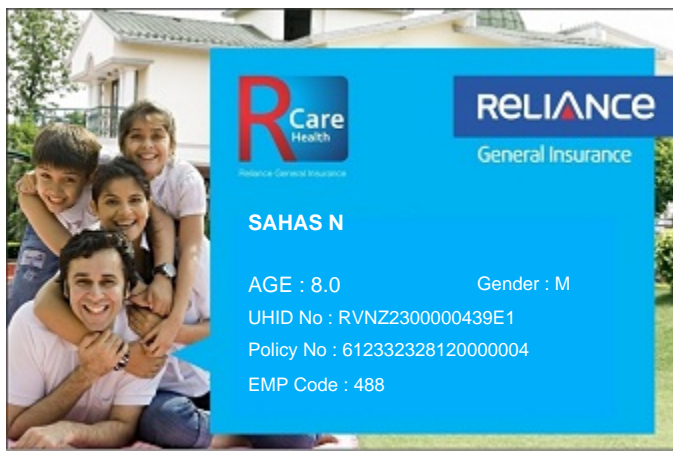 R Care
Health
Reliance General Insurance
RELIANCE
General Insurance
SAHAS N
AGE : 8.0 Gender : M
UHID No : RVNZ2300000439E1
Policy No : 612332328120000004
EMP Code : 488